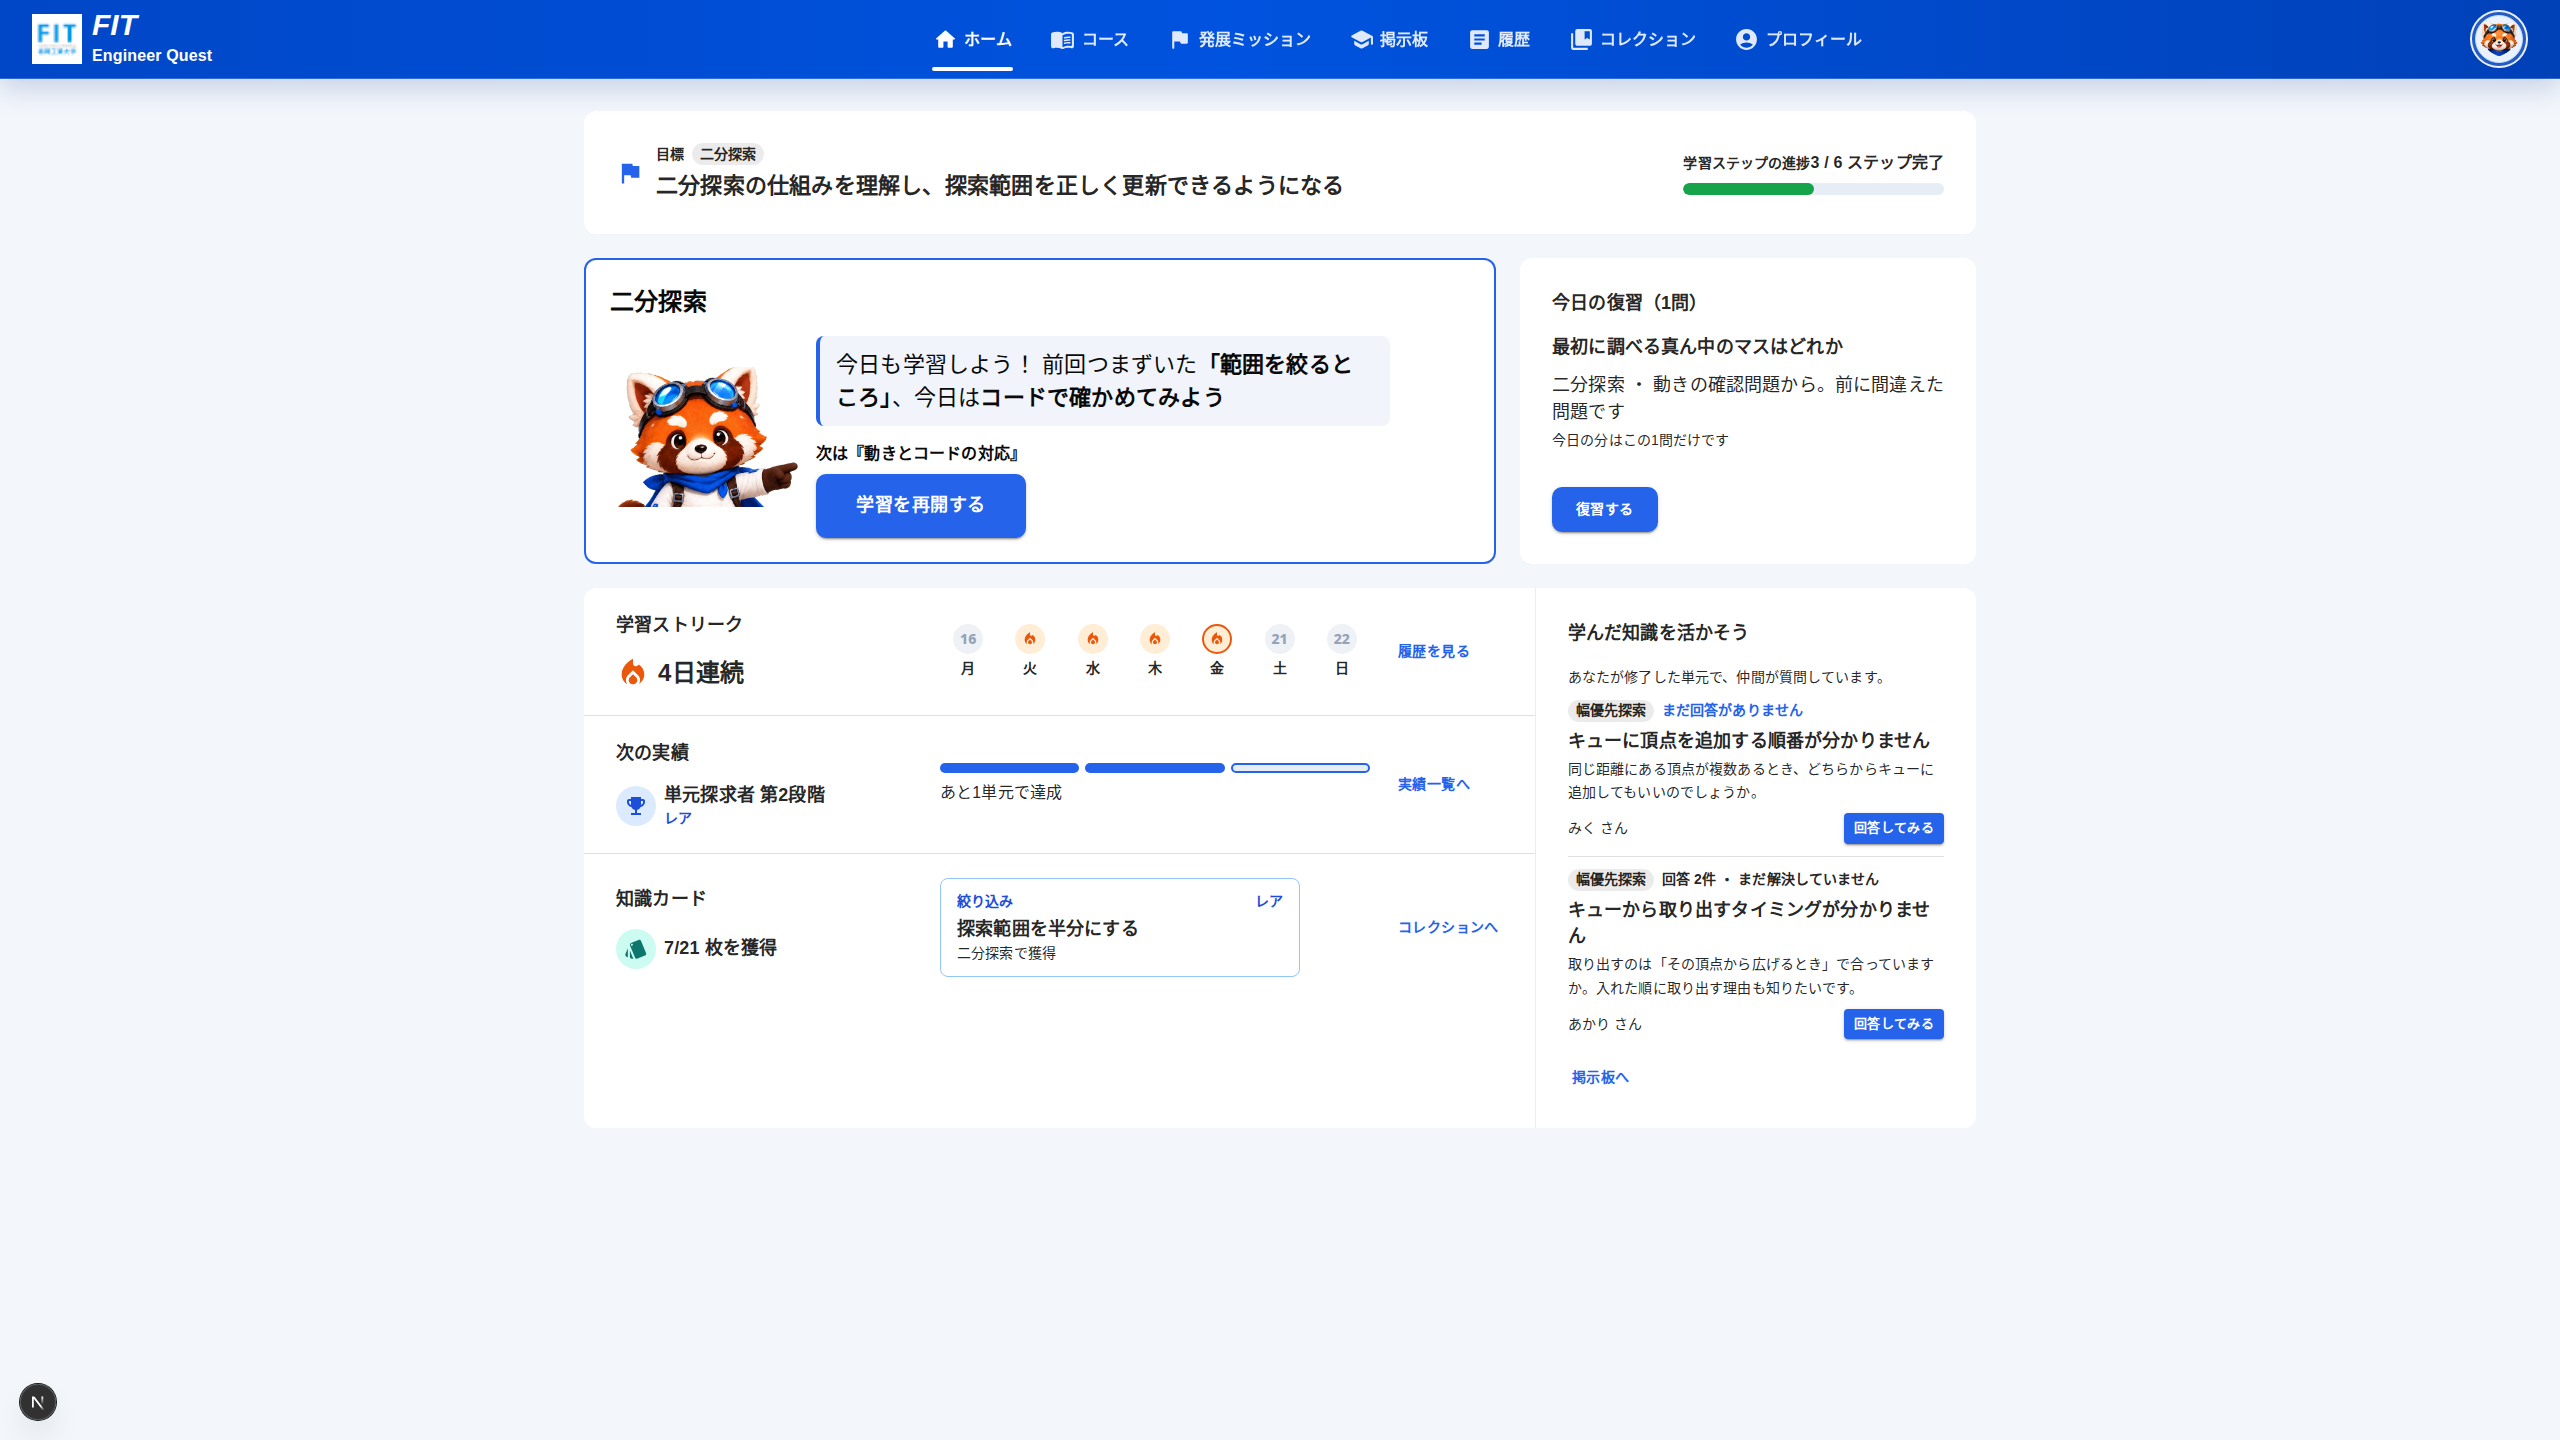 FIT
FIT
Engineer Quest
ホーム
コース
発展ミッション
掲示板
履歴
コレクション
プロフィール
目標 二分探索
二分探索の仕組みを理解し、探索範囲を正しく更新できるようになる
学習ステップの進捗3 / 6 ステップ完了
二分探索
今日も学習しよう！ 前回つまずいた「範囲を絞ると
ころ」、今日はコードで確かめてみよう
次は『動きとコードの対応』
学習を再開する
今日の復習（1問）
最初に調べる真ん中のマスはどれか
二分探索 ・ 動きの確認問題から。前に間違えた
問題です
今日の分はこの1問だけです
復習する
学習ストリーク
4日連続
16 21 22
月 火 水 木 金 土 日
履歴を見る
次の実績
単元探求者 第2段階
レア
あと1単元で達成
実績一覧へ
知識カード
7/21 枚を獲得
絞り込み レア
探索範囲を半分にする
二分探索で獲得
コレクションへ
学んだ知識を活かそう
あなたが修了した単元で、仲間が質問しています。
幅優先探索 まだ回答がありません
キューに頂点を追加する順番が分かりません
同じ距離にある頂点が複数あるとき、どちらからキューに
追加してもいいのでしょうか。
みく さん 回答してみる
幅優先探索 回答 2件 ・ まだ解決していません
キューから取り出すタイミングが分かりませ
ん
取り出すのは「その頂点から広げるとき」で合っています
か。入れた順に取り出す理由も知りたいです。
あかり さん 回答してみる
掲示板へ
N